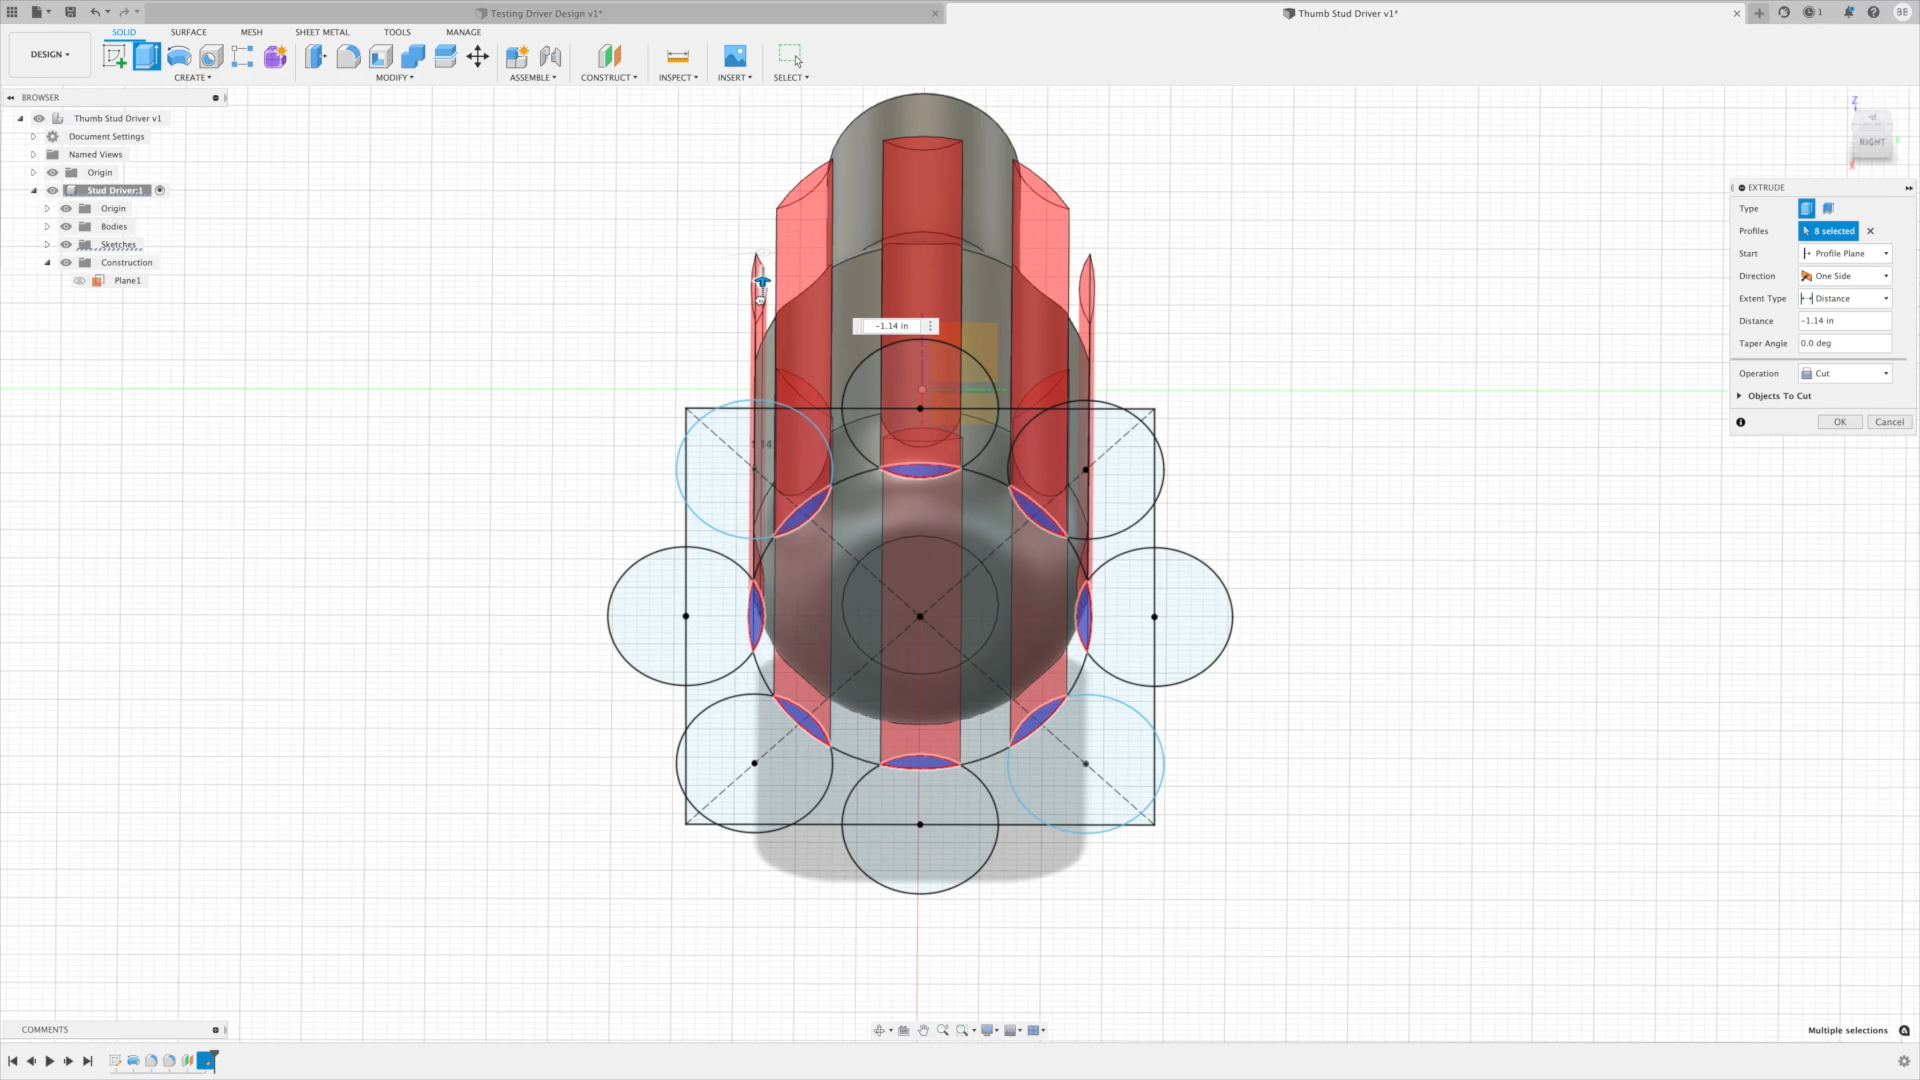 Testing Driver Design v1*
Thumb Stud Driver v1*
1
BE
DESIGN
SOLID
SURFACE
MESH
SHEET METAL
TOOLS
MANAGE
CREATE
MODIFY
ASSEMBLE
CONSTRUCT
INSPECT
INSERT
SELECT
BROWSER
Thumb Stud Driver v1
Document Settings
Named Views
Origin
Stud Driver:1
Origin
Bodies
Sketches
Construction
Plane1
Z
RIGHT
X
EXTRUDE
Type
Profiles 8 selected
Start Profile Plane
Direction One Side
Extent Type Distance
Distance -1.14 in
Taper Angle 0.0 deg
Operation Cut
Objects To Cut
OK Cancel
-1.14 in
1.14
COMMENTS
Multiple selections